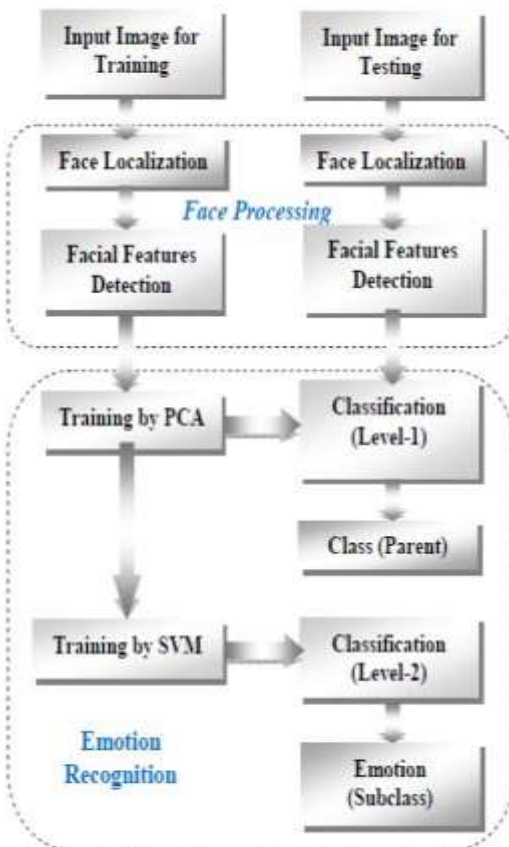 Input Image for
Training
Input Image for
Testing
Face Localization
Face Localization
Face Processing
Facial Features
Detection
Facial Features
Detection
Training by PCA
Classification
(Level-1)
Class (Parent)
Training by SVM
Classification
(Level-2)
Emotion
Recognition
Emotion
(Subclass)